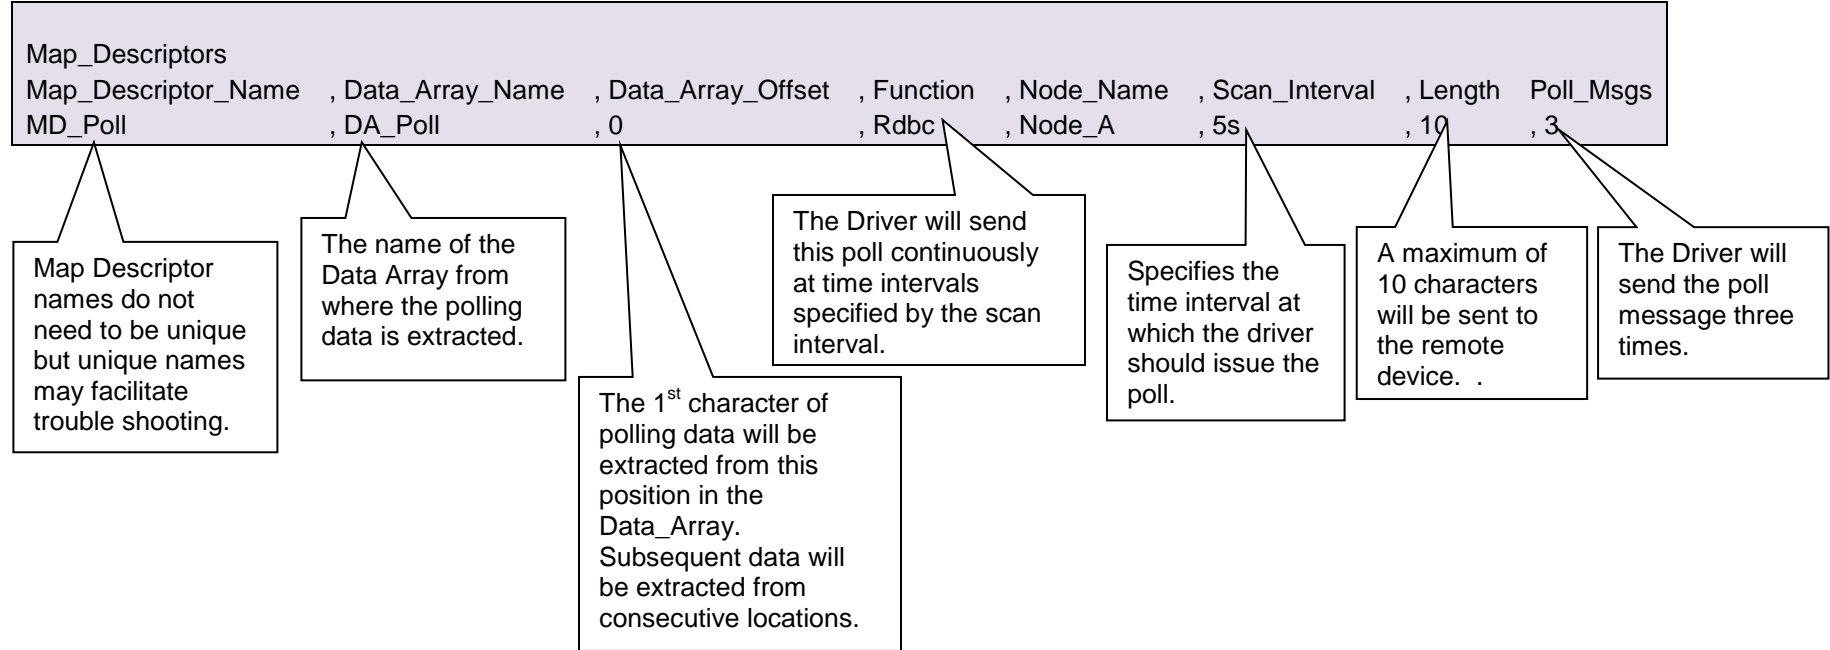 Map_Descriptors
Map_Descriptor_Name , Data_Array_Name , Data_Array_Offset , Function , Node_Name , Scan_Interval , Length Poll_Msgs
MD_Poll , DA_Poll , 0 , Rdbc , Node_A , 5s , 10 , 3
Map Descriptor
names do not
need to be unique
but unique names
may facilitate
trouble shooting.
The name of the
Data Array from
where the polling
data is extracted.
The 1st character of
polling data will be
extracted from this
position in the
Data_Array.
Subsequent data will
be extracted from
consecutive locations.
The Driver will send
this poll continuously
at time intervals
specified by the scan
interval.
Specifies the
time interval at
which the driver
should issue the
poll.
A maximum of
10 characters
will be sent to
the remote
device. .
The Driver will
send the poll
message three
times.